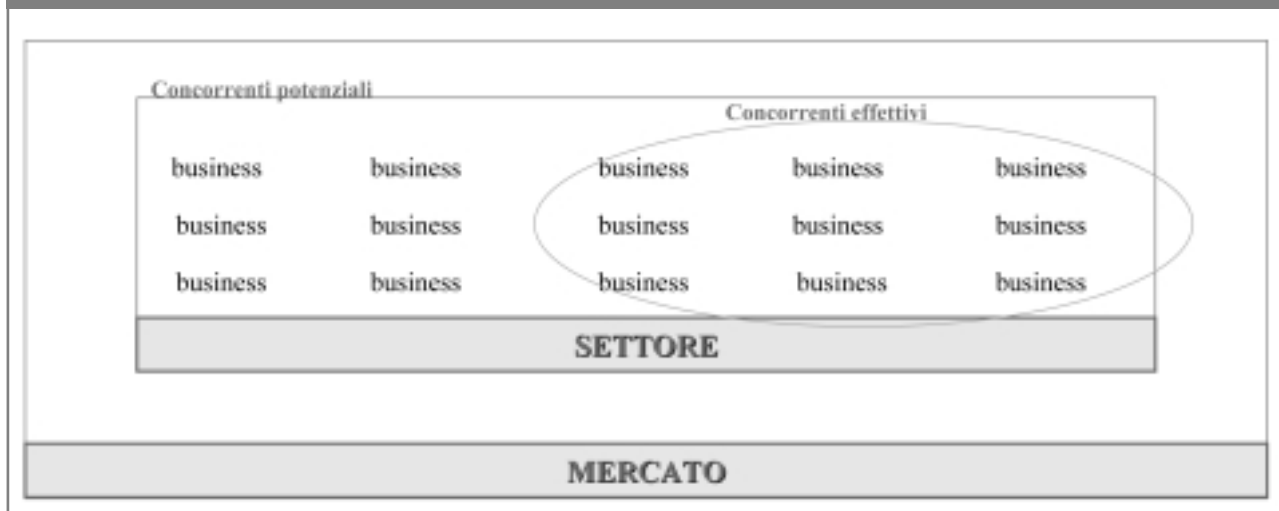 Concorrenti potenziali
Concorrenti effettivi
business business business business business
business business business business business
business business business business business
SETTORE
MERCATO